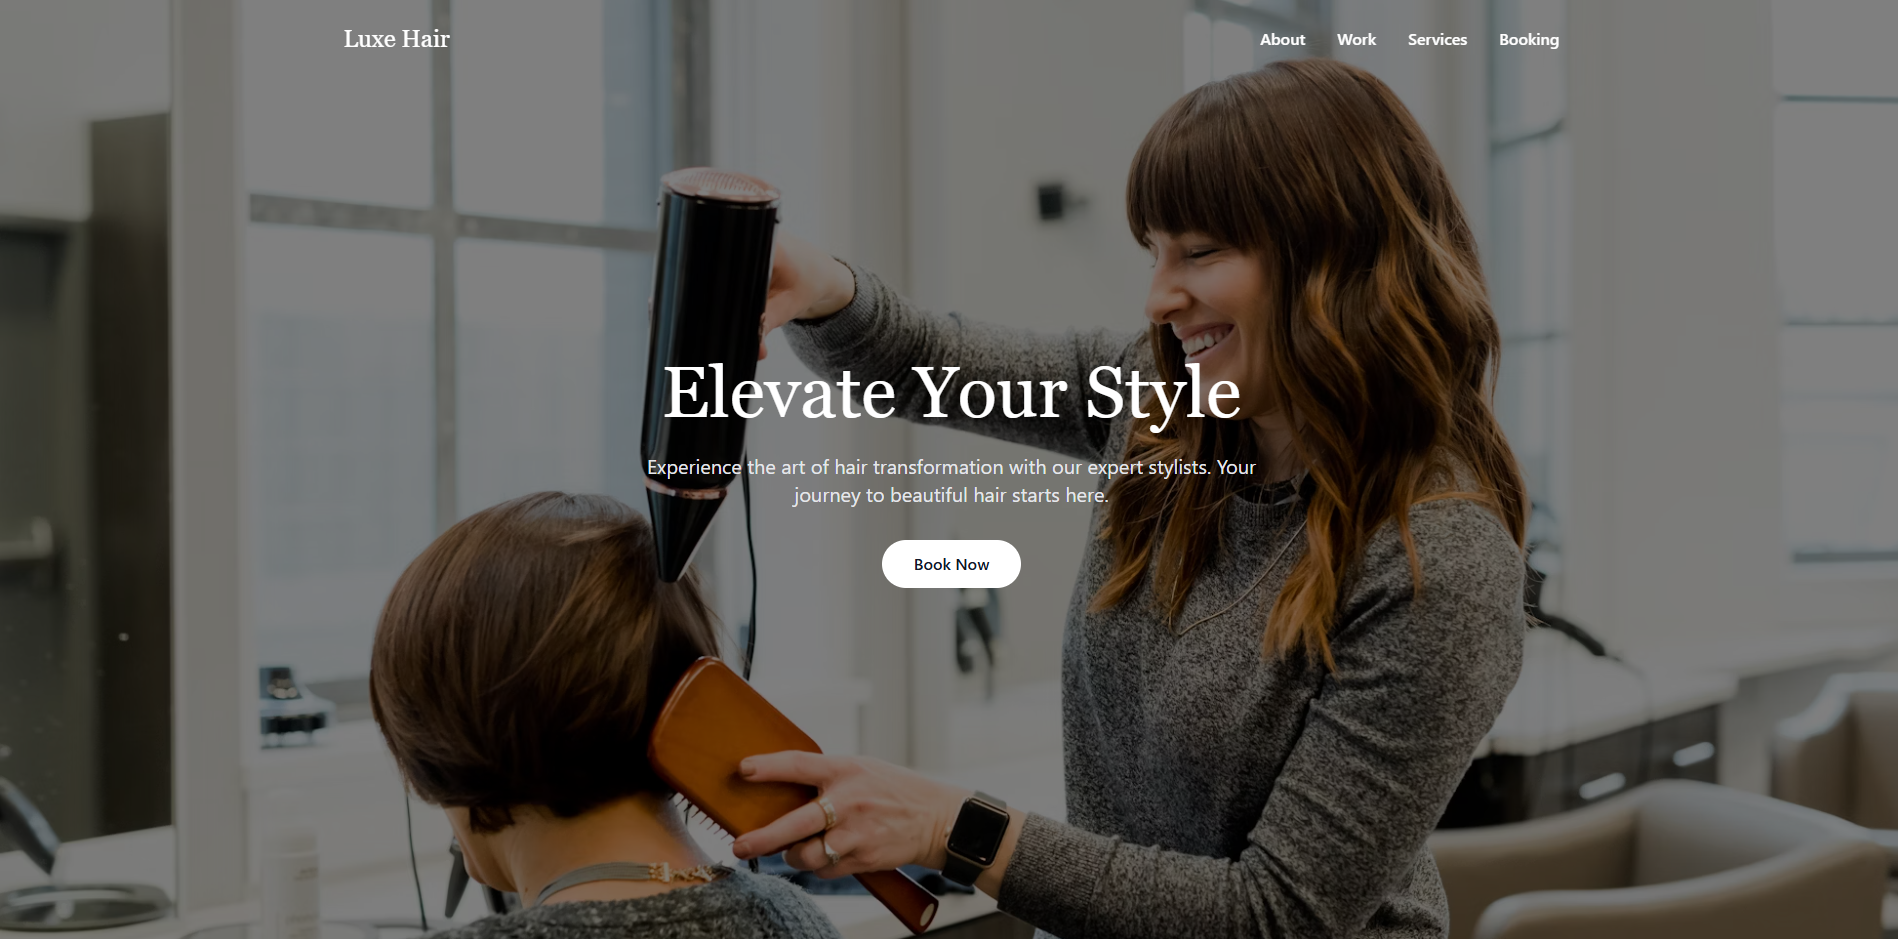 Luxe Hair
About Work Services Booking
Elevate Your Style
Experience the art of hair transformation with our expert stylists. Your
journey to beautiful hair starts here.
Book Now